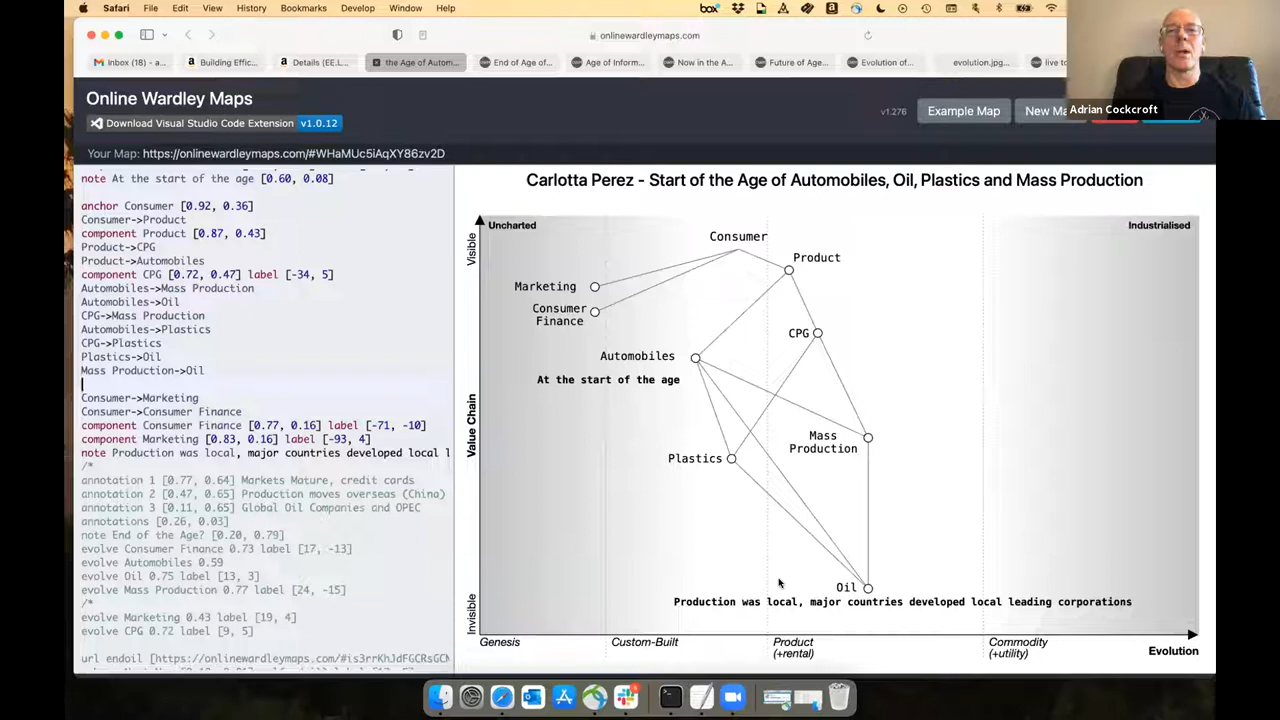 Safari File Edit View History Bookmarks Develop Window Help
box
onlinewardleymaps.com
Inbox (18) – a...
Building Effic...
Details (EE.L...
the Age of Autom...
End of Age of...
Age of Inform...
Now in the A...
Future of Age...
Evolution of...
evolution.jpg...
live to
Adrian Cockcroft
Online Wardley Maps
v1.276
Example Map
New Ma
Download Visual Studio Code Extension v1.0.12
Your Map: https://onlinewardleymaps.com/#WHaMUc5iAqXY86zv2D
note At the start of the age [0.60, 0.08]
anchor Consumer [0.92, 0.36]
Consumer->Product
component Product [0.87, 0.43]
Product->CPG
Product->Automobiles
component CPG [0.72, 0.47] label [-34, 5]
Automobiles->Mass Production
Automobiles->Oil
CPG->Mass Production
Automobiles->Plastics
CPG->Plastics
Plastics->Oil
Mass Production->Oil
Consumer->Marketing
Consumer->Consumer Finance
component Consumer Finance [0.77, 0.16] label [-71, -10]
component Marketing [0.83, 0.16] label [-93, 4]
note Production was local, major countries developed local l
/*
annotation 1 [0.77, 0.64] Markets Mature, credit cards
annotation 2 [0.47, 0.65] Production moves overseas (China)
annotation 3 [0.11, 0.65] Global Oil Companies and OPEC
annotations [0.26, 0.03]
note End of the Age? [0.20, 0.79]
evolve Consumer Finance 0.73 label [17, -13]
evolve Automobiles 0.59
evolve Oil 0.75 label [13, 3]
evolve Mass Production 0.77 label [24, -15]
/*
evolve Marketing 0.43 label [19, 4]
evolve CPG 0.72 label [9, 5]
url endoil [https://onlinewardleymaps.com/#is3rrKhJdFGCRsGCN
Carlotta Perez - Start of the Age of Automobiles, Oil, Plastics and Mass Production
Uncharted
Industrialised
Visible
Value Chain
Invisible
Consumer
Product
Marketing
Consumer
Finance
CPG
Automobiles
At the start of the age
Mass
Production
Plastics
Oil
Production was local, major countries developed local leading corporations
Genesis
Custom-Built
Product
(+rental)
Commodity
(+utility)
Evolution